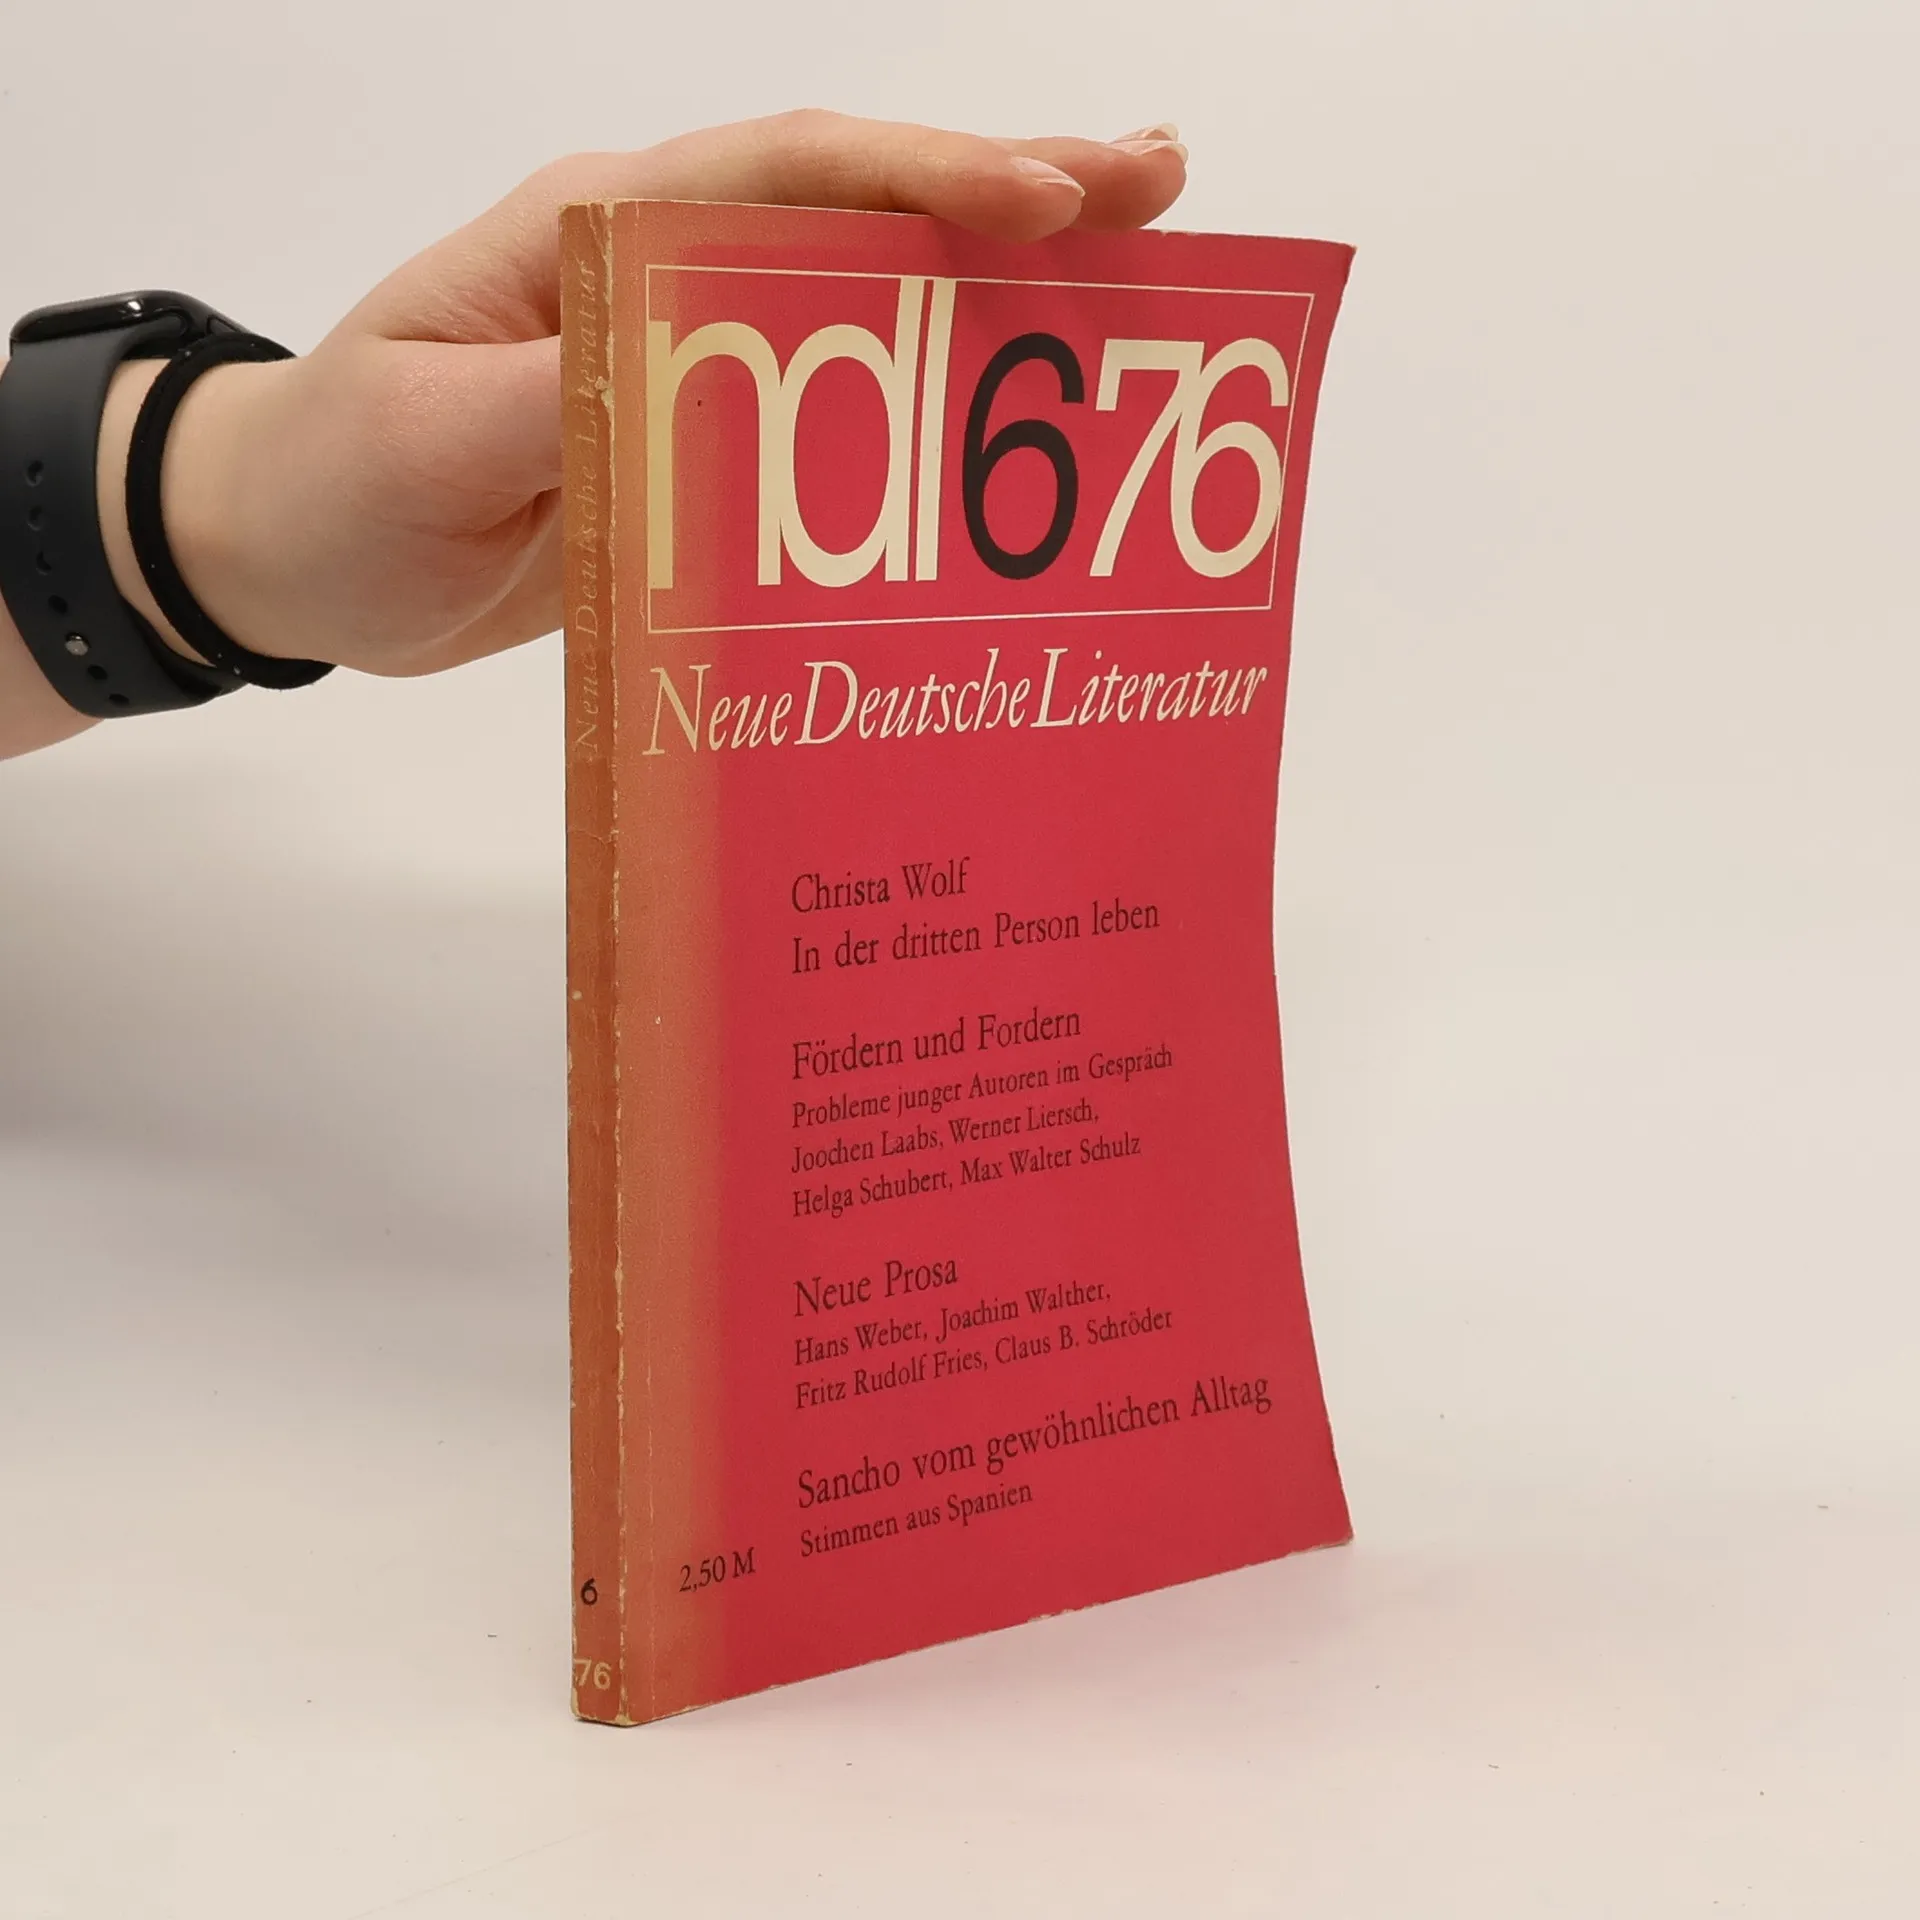 Neue Deutsche Literatur
6
76
ndl 6 76
Neue Deutsche Literatur
Christa Wolf
In der dritten Person leben
Fördern und Fordern
Probleme junger Autoren im Gespräch
Joochen Laabs, Werner Liersch,
Helga Schubert, Max Walter Schulz
Neue Prosa
Hans Weber, Joachim Walther,
Fritz Rudolf Fries, Claus B. Schröder
Sancho vom gewöhnlichen Alltag
Stimmen aus Spanien
2,50 M